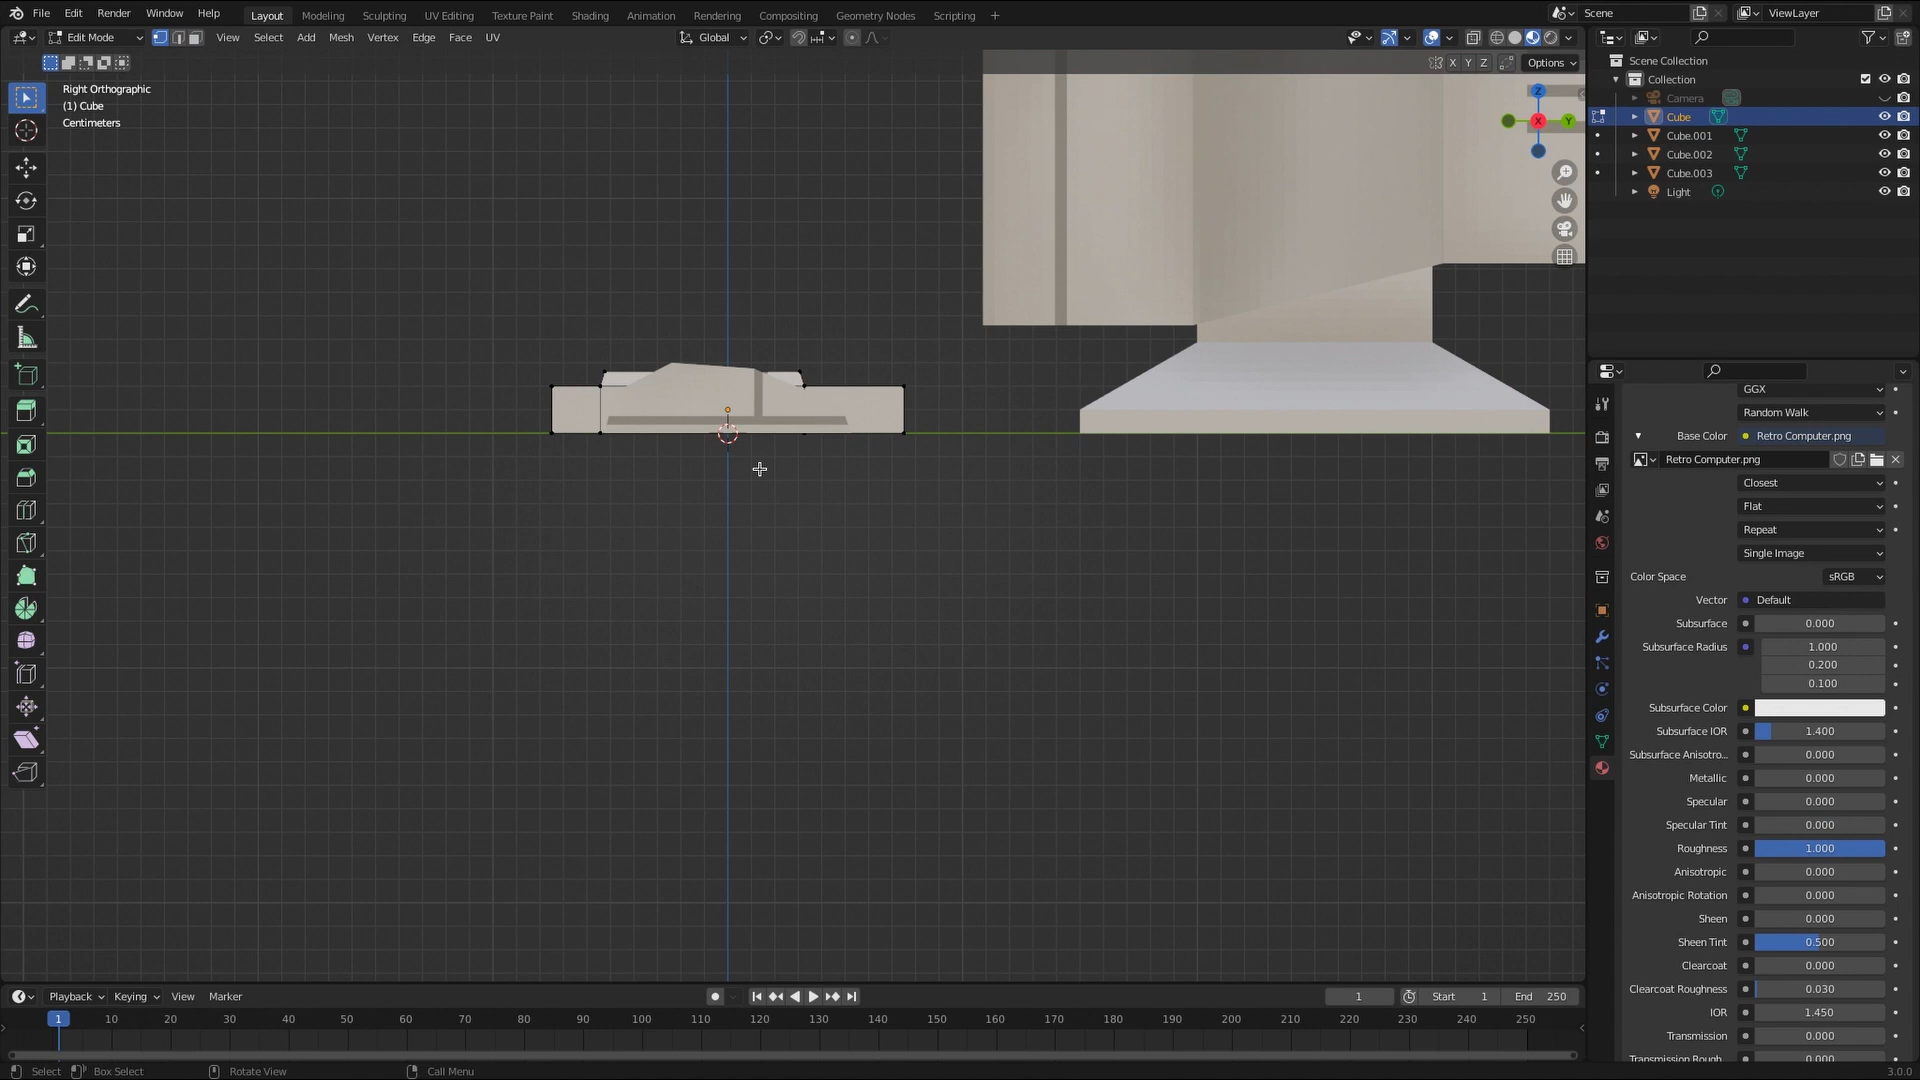 File Edit Render Window Help Layout Modeling Sculpting UV Editing Texture Paint Shading Animation Rendering Compositing Geometry Nodes Scripting + Scene ViewLayer
Edit Mode View Select Add Mesh Vertex Edge Face UV Global
X Y Z Options
Right Orthographic
(1) Cube
Centimeters
Z
X
Y
Scene Collection
Collection
Camera
Cube
Cube.001
Cube.002
Cube.003
Light
GGX
Random Walk
Base Color Retro Computer.png
Retro Computer.png
Closest
Flat
Repeat
Single Image
Color Space sRGB
Vector Default
Subsurface 0.000
Subsurface Radius 1.000
0.200
0.100
Subsurface Color
Subsurface IOR 1.400
Subsurface Anisotro... 0.000
Metallic 0.000
Specular 0.000
Specular Tint 0.000
Roughness 1.000
Anisotropic 0.000
Anisotropic Rotation 0.000
Sheen 0.000
Sheen Tint 0.500
Clearcoat 0.000
Clearcoat Roughness 0.030
IOR 1.450
Transmission 0.000
Transmission Rough... 0.000
Playback Keying View Marker 1 Start 1 End 250
1 10 20 30 40 50 60 70 80 90 100 110 120 130 140 150 160 170 180 190 200 210 220 230 240 250
Select Box Select Rotate View Call Menu 3.0.0